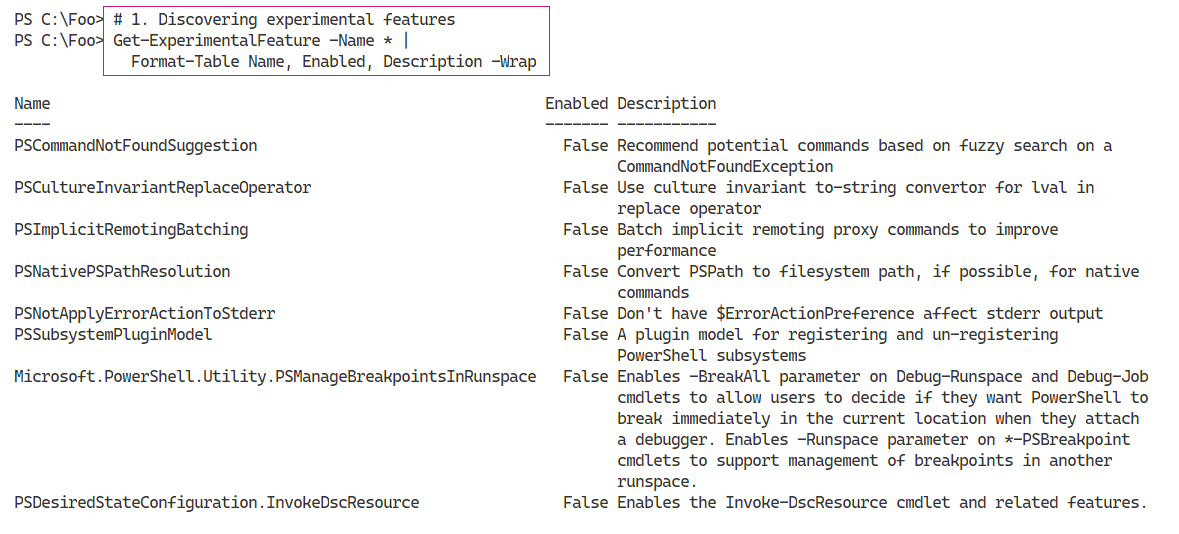 PS C:\Foo> # 1. Discovering experimental features
PS C:\Foo> Get-ExperimentalFeature -Name * |
  Format-Table Name, Enabled, Description -Wrap
Name                                                       Enabled Description
----                                                       ------- -----------
PSCommandNotFoundSuggestion                                  False Recommend potential commands based on fuzzy search on a
                                                                   CommandNotFoundException
PSCultureInvariantReplaceOperator                            False Use culture invariant to-string convertor for lval in
                                                                   replace operator
PSImplicitRemotingBatching                                   False Batch implicit remoting proxy commands to improve
                                                                   performance
PSNativePSPathResolution                                     False Convert PSPath to filesystem path, if possible, for native
                                                                   commands
PSNotApplyErrorActionToStderr                                False Don't have $ErrorActionPreference affect stderr output
PSSubsystemPluginModel                                       False A plugin model for registering and un-registering
                                                                   PowerShell subsystems
Microsoft.PowerShell.Utility.PSManageBreakpointsInRunspace   False Enables -BreakAll parameter on Debug-Runspace and Debug-Job
                                                                   cmdlets to allow users to decide if they want PowerShell to
                                                                   break immediately in the current location when they attach
                                                                   a debugger. Enables -Runspace parameter on *-PSBreakpoint
                                                                   cmdlets to support management of breakpoints in another
                                                                   runspace.
PSDesiredStateConfiguration.InvokeDscResource                False Enables the Invoke-DscResource cmdlet and related features.